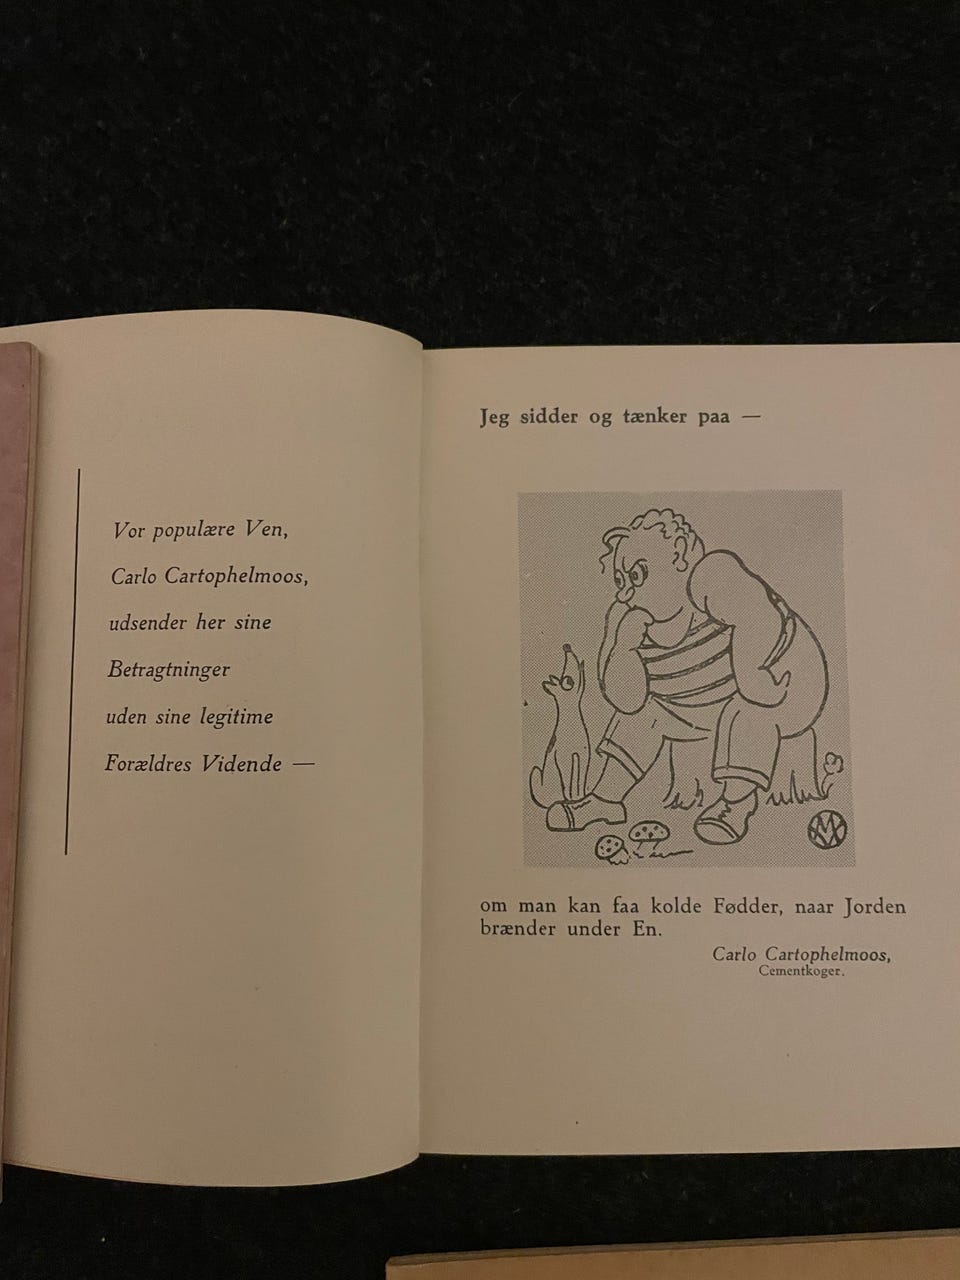 Vor populære Ven,
Carlo Cartophelmoos,
udsender her sine
Betragtninger
uden sine legitime
Forældres Vidende —
Jeg sidder og tænker paa —
om man kan faa kolde Fødder, naar Jorden
brænder under En.
Carlo Cartophelmoos,
Cementkoger.